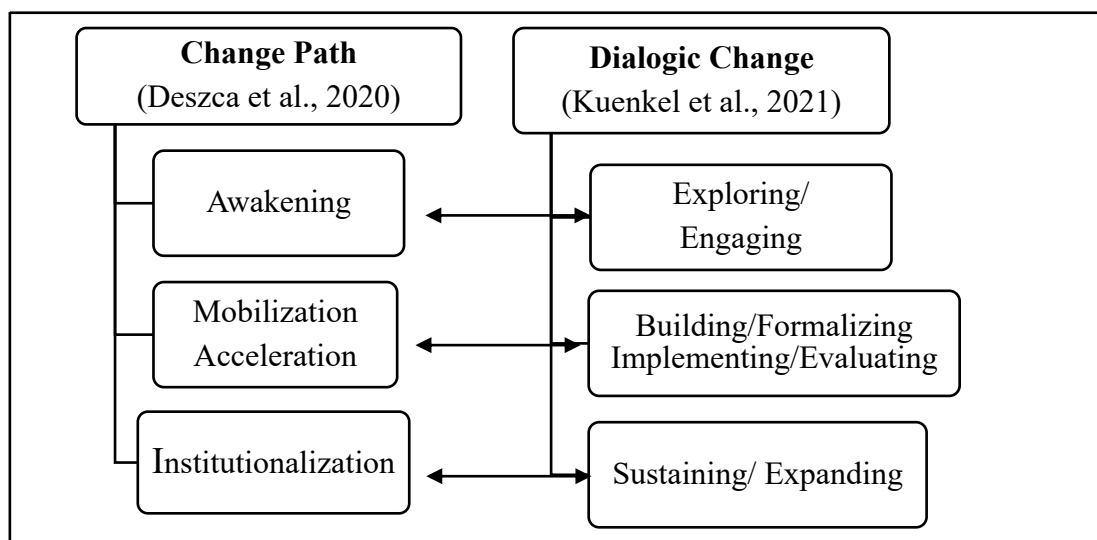 Change Path
(Deszca et al., 2020)
Dialogic Change
(Kuenkel et al., 2021)
Awakening
Exploring/
Engaging
Mobilization
Acceleration
Building/Formalizing
Implementing/Evaluating
Institutionalization
Sustaining/ Expanding